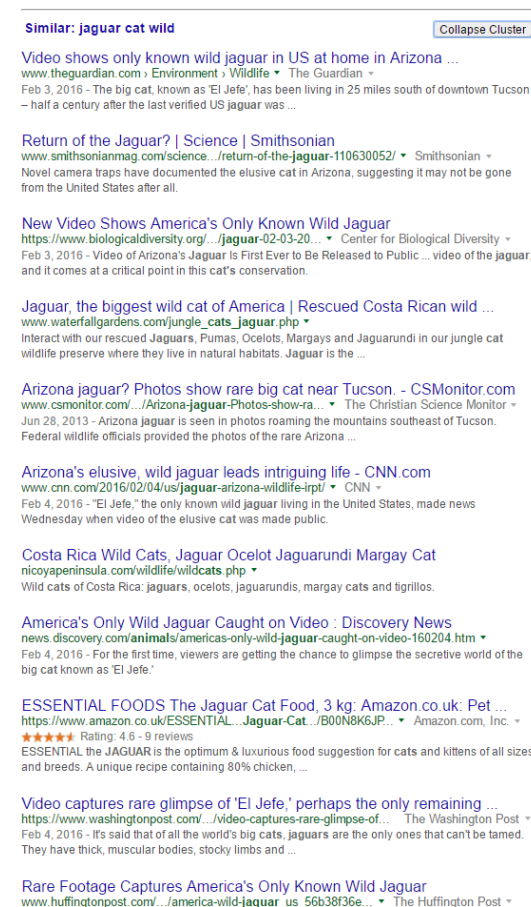 Similar: jaguar cat wild
Collapse Cluster
Video shows only known wild jaguar in US at home in Arizona ...
www.theguardian.com › Environment › Wildlife ▾ The Guardian ▾
Feb 3, 2016 - The big cat, known as 'El Jefe', has been living in 25 miles south of downtown Tucson
– half a century after the last verified US jaguar was ...
Return of the Jaguar? | Science | Smithsonian
www.smithsonianmag.com/science.../return-of-the-jaguar-110630052/ ▾ Smithsonian ▾
Novel camera traps have documented the elusive cat in Arizona, suggesting it may not be gone
from the United States after all.
New Video Shows America's Only Known Wild Jaguar
https://www.biologicaldiversity.org/.../jaguar-02-03-20... ▾ Center for Biological Diversity ▾
Feb 3, 2016 - Video of Arizona's Jaguar Is First Ever to Be Released to Public ... video of the jaguar,
and it comes at a critical point in this cat's conservation.
Jaguar, the biggest wild cat of America | Rescued Costa Rican wild ...
www.waterfallgardens.com/jungle_cats_jaguar.php ▾
Interact with our rescued Jaguars, Pumas, Ocelots, Margays and Jaguarundi in our jungle cat
wildlife preserve where they live in natural habitats. Jaguar is the ...
Arizona jaguar? Photos show rare big cat near Tucson. - CSMonitor.com
www.csmonitor.com/.../Arizona-jaguar-Photos-show-ra... ▾ The Christian Science Monitor ▾
Jun 28, 2013 - Arizona jaguar is seen in photos roaming the mountains southeast of Tucson.
Federal wildlife officials provided the photos of the rare Arizona ...
Arizona's elusive, wild jaguar leads intriguing life - CNN.com
www.cnn.com/2016/02/04/us/jaguar-arizona-wildlife-irpt/ ▾ CNN ▾
Feb 4, 2016 - "El Jefe," the only known wild jaguar living in the United States, made news
Wednesday when video of the elusive cat was made public.
Costa Rica Wild Cats, Jaguar Ocelot Jaguarundi Margay Cat
nicoyapeninsula.com/wildlife/wildcats.php ▾
Wild cats of Costa Rica: jaguars, ocelots, jaguarundis, margay cats and tigrillos.
America's Only Wild Jaguar Caught on Video : Discovery News
news.discovery.com/animals/americas-only-wild-jaguar-caught-on-video-160204.htm ▾
Feb 4, 2016 - For the first time, viewers are getting the chance to glimpse the secretive world of the
big cat known as 'El Jefe.'
ESSENTIAL FOODS The Jaguar Cat Food, 3 kg: Amazon.co.uk: Pet ...
https://www.amazon.co.uk/ESSENTIAL...Jaguar-Cat.../B00N8K6JP... ▾ Amazon.com, Inc. ▾
★★★★★ Rating: 4.6 - 9 reviews
ESSENTIAL the JAGUAR is the optimum & luxurious food suggestion for cats and kittens of all sizes
and breeds. A unique recipe containing 80% chicken, ...
Video captures rare glimpse of 'El Jefe,' perhaps the only remaining ...
https://www.washingtonpost.com/.../video-captures-rare-glimpse-of... The Washington Post ▾
Feb 4, 2016 - It's said that of all the world's big cats, jaguars are the only ones that can't be tamed.
They have thick, muscular bodies, stocky limbs and ...
Rare Footage Captures America's Only Known Wild Jaguar
www.huffingtonpost.com/.../america-wild-jaguar_us_56b38f36e... ▾ The Huffington Post ▾